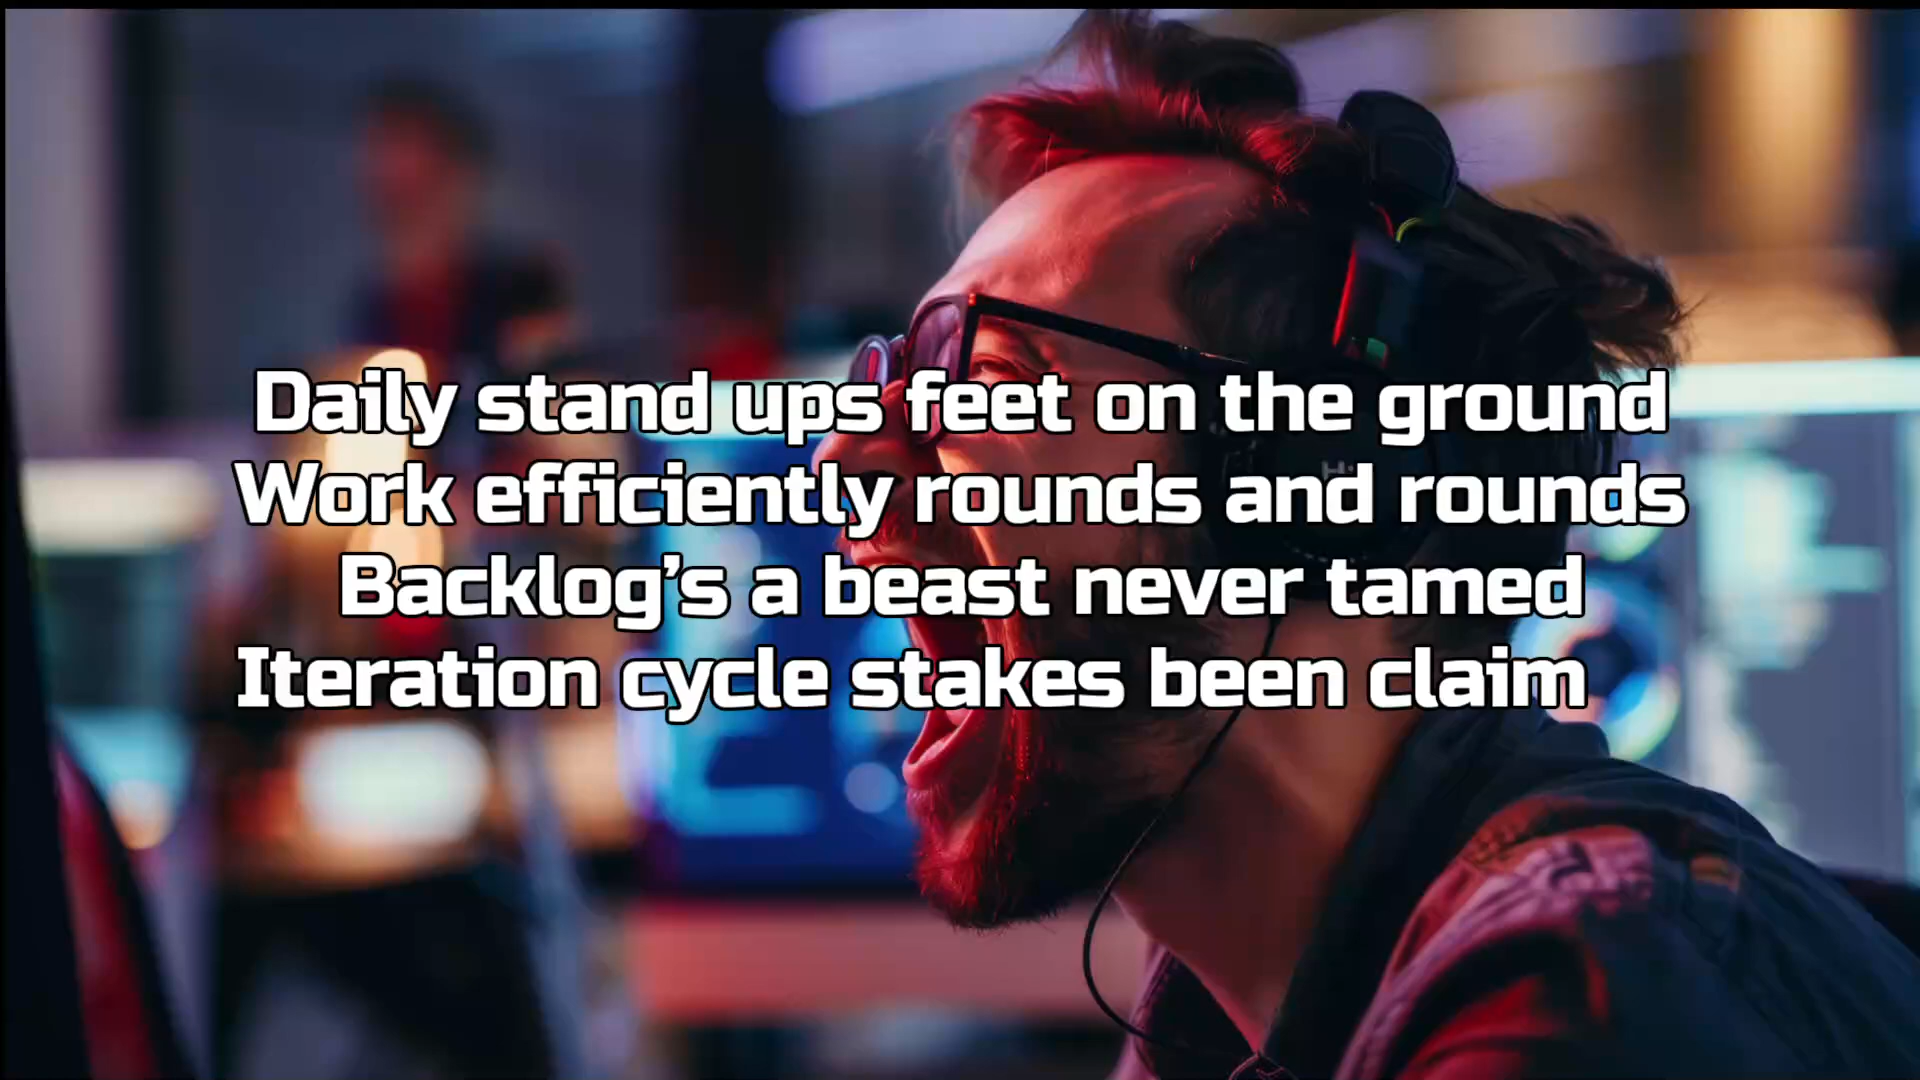 Daily stand ups feet on the ground
Work efficiently rounds and rounds
Backlog’s a beast never tamed
Iteration cycle stakes been claim